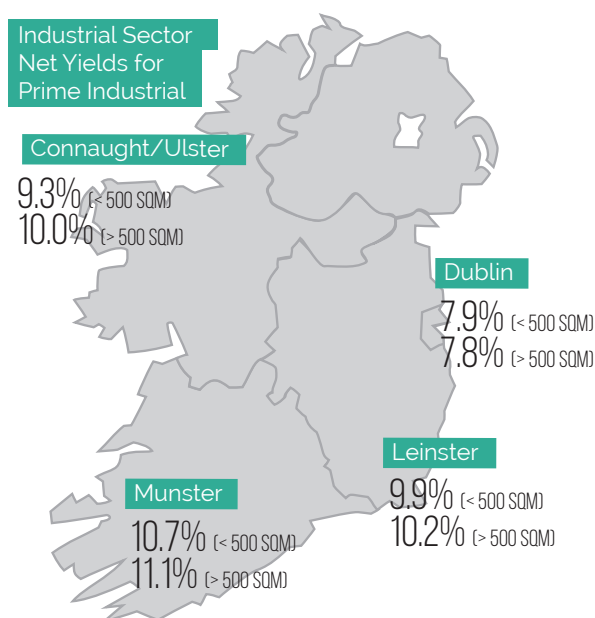 Industrial Sector
Net Yields for
Prime Industrial
Connaught/Ulster
9.3% (< 500 SQM)
10.0% (> 500 SQM)
Dublin
7.9% (< 500 SQM)
7.8% (> 500 SQM)
Leinster
9.9% (< 500 SQM)
10.2% (> 500 SQM)
Munster
10.7% (< 500 SQM)
11.1% (> 500 SQM)